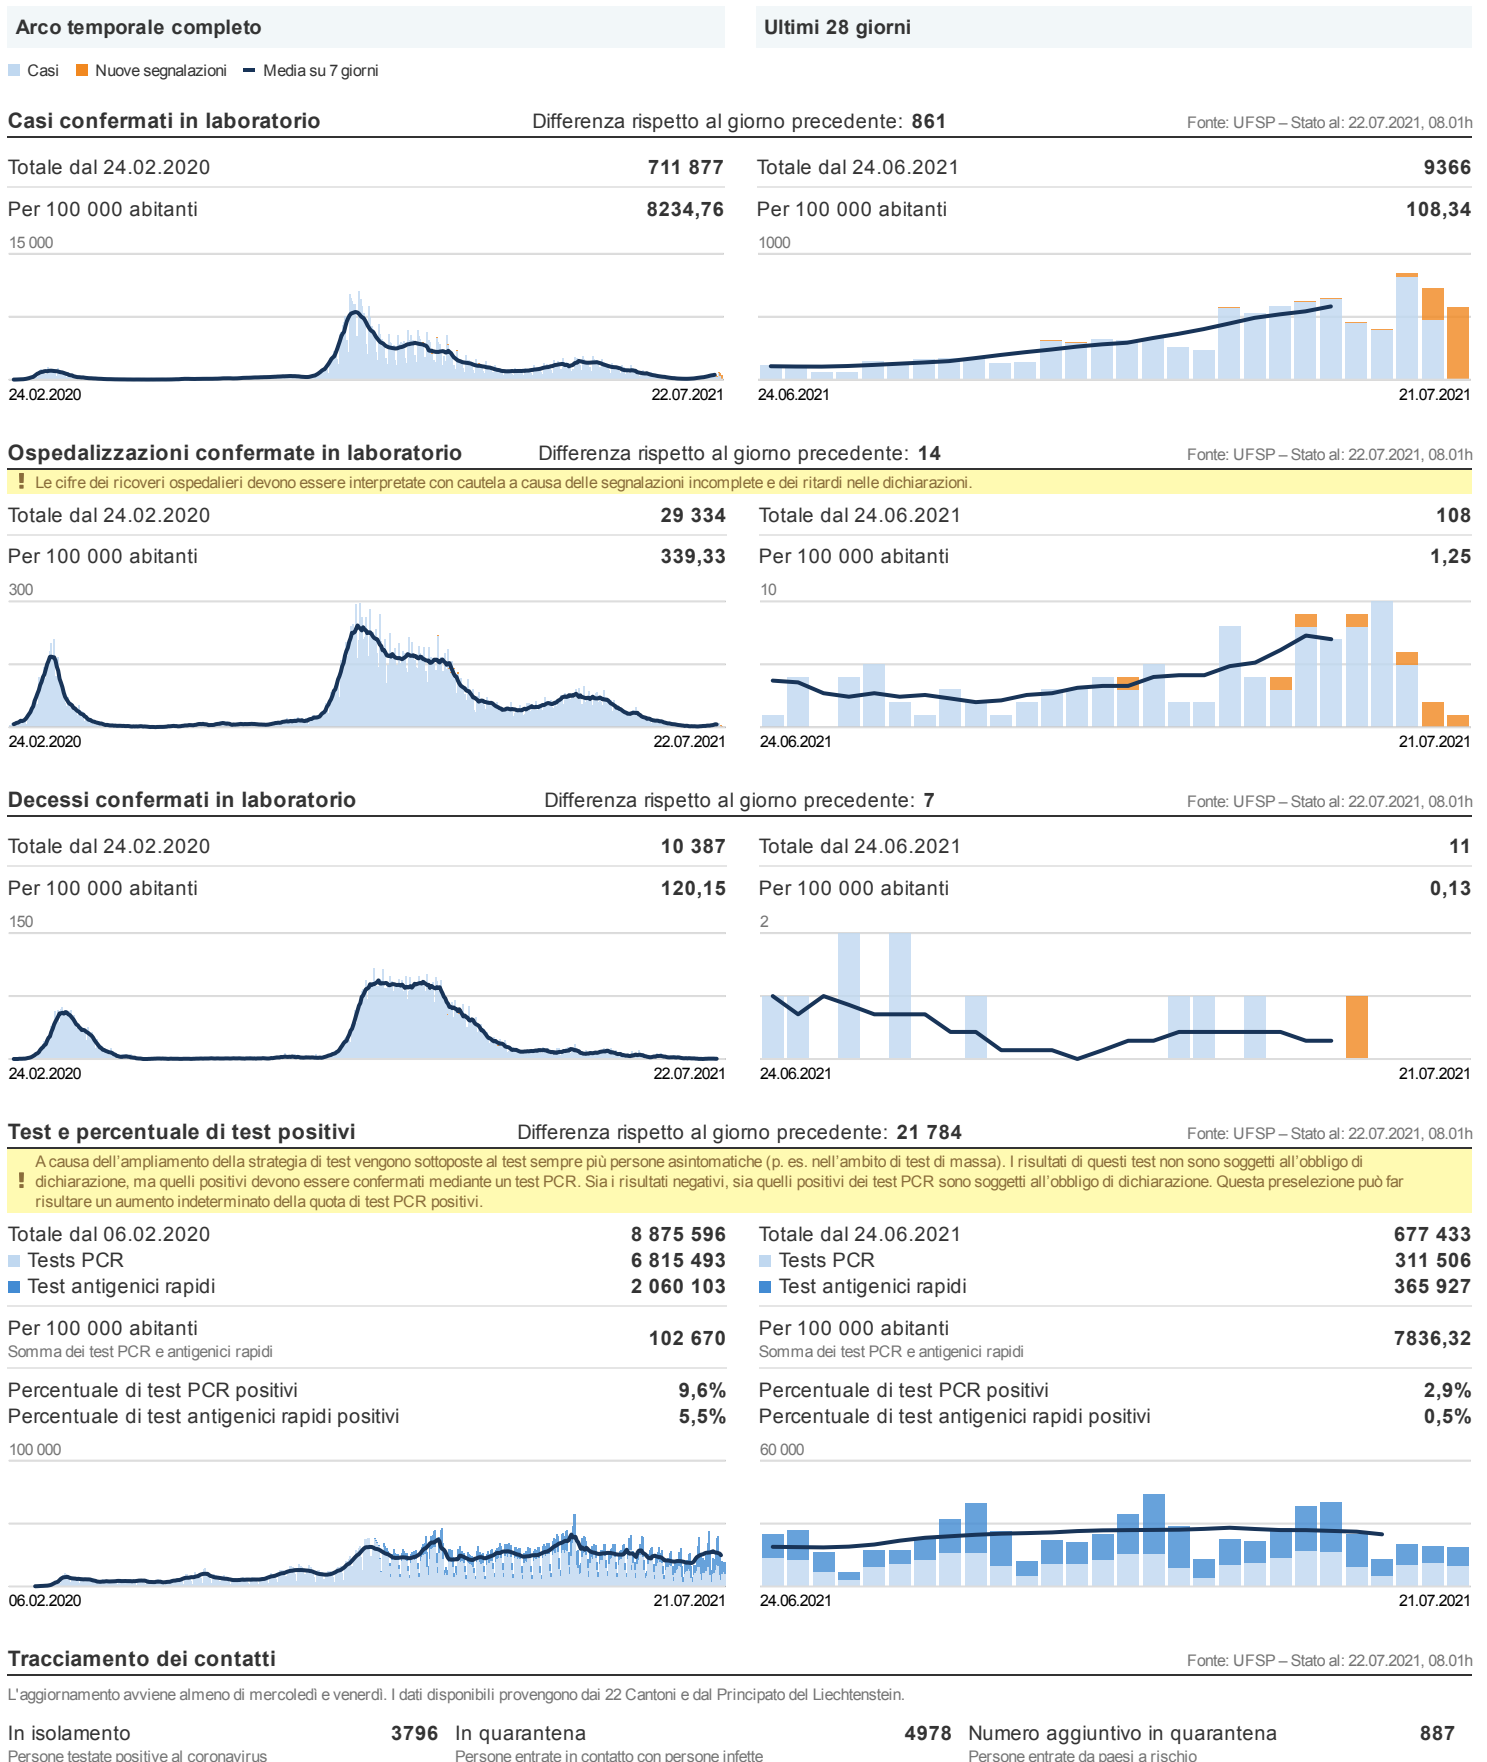 Arco temporale completo
Ultimi 28 giorni
Casi Nuove segnalazioni Media su 7 giorni
Casi confermati in laboratorio Differenza rispetto al giorno precedente: 861 Fonte: UFSP – Stato al: 22.07.2021, 08.01h
Totale dal 24.02.2020 711 877
Per 100 000 abitanti 8234,76
15 000
24.02.2020 22.07.2021
Totale dal 24.06.2021 9366
Per 100 000 abitanti 108,34
1000
24.06.2021 21.07.2021
Ospedalizzazioni confermate in laboratorio Differenza rispetto al giorno precedente: 14 Fonte: UFSP – Stato al: 22.07.2021, 08.01h
! Le cifre dei ricoveri ospedalieri devono essere interpretate con cautela a causa delle segnalazioni incomplete e dei ritardi nelle dichiarazioni.
Totale dal 24.02.2020 29 334
Per 100 000 abitanti 339,33
300
24.02.2020 22.07.2021
Totale dal 24.06.2021 108
Per 100 000 abitanti 1,25
10
24.06.2021 21.07.2021
Decessi confermati in laboratorio Differenza rispetto al giorno precedente: 7 Fonte: UFSP – Stato al: 22.07.2021, 08.01h
Totale dal 24.02.2020 10 387
Per 100 000 abitanti 120,15
150
24.02.2020 22.07.2021
Totale dal 24.06.2021 11
Per 100 000 abitanti 0,13
2
24.06.2021 21.07.2021
Test e percentuale di test positivi Differenza rispetto al giorno precedente: 21 784 Fonte: UFSP – Stato al: 22.07.2021, 08.01h
A causa dell'ampliamento della strategia di test vengono sottoposte al test sempre più persone asintomatiche (p. es. nell'ambito di test di massa). I risultati di questi test non sono soggetti all'obbligo di
! dichiarazione, ma quelli positivi devono essere confermati mediante un test PCR. Sia i risultati negativi, sia quelli positivi dei test PCR sono soggetti all'obbligo di dichiarazione. Questa preselezione può far
risultare un aumento indeterminato della quota di test PCR positivi.
Totale dal 06.02.2020 8 875 596
Tests PCR 6 815 493
Test antigenici rapidi 2 060 103
Per 100 000 abitanti 102 670
Somma dei test PCR e antigenici rapidi
Percentuale di test PCR positivi 9,6%
Percentuale di test antigenici rapidi positivi 5,5%
100 000
06.02.2020 21.07.2021
Totale dal 24.06.2021 677 433
Tests PCR 311 506
Test antigenici rapidi 365 927
Per 100 000 abitanti 7836,32
Somma dei test PCR e antigenici rapidi
Percentuale di test PCR positivi 2,9%
Percentuale di test antigenici rapidi positivi 0,5%
60 000
24.06.2021 21.07.2021
Tracciamento dei contatti Fonte: UFSP – Stato al: 22.07.2021, 08.01h
L'aggiornamento avviene almeno di mercoledì e venerdì. I dati disponibili provengono dai 22 Cantoni e dal Principato del Liechtenstein.
In isolamento 3796
Persone testate positive al coronavirus
In quarantena 4978
Persone entrate in contatto con persone infette
Numero aggiuntivo in quarantena 887
Persone entrate da paesi a rischio